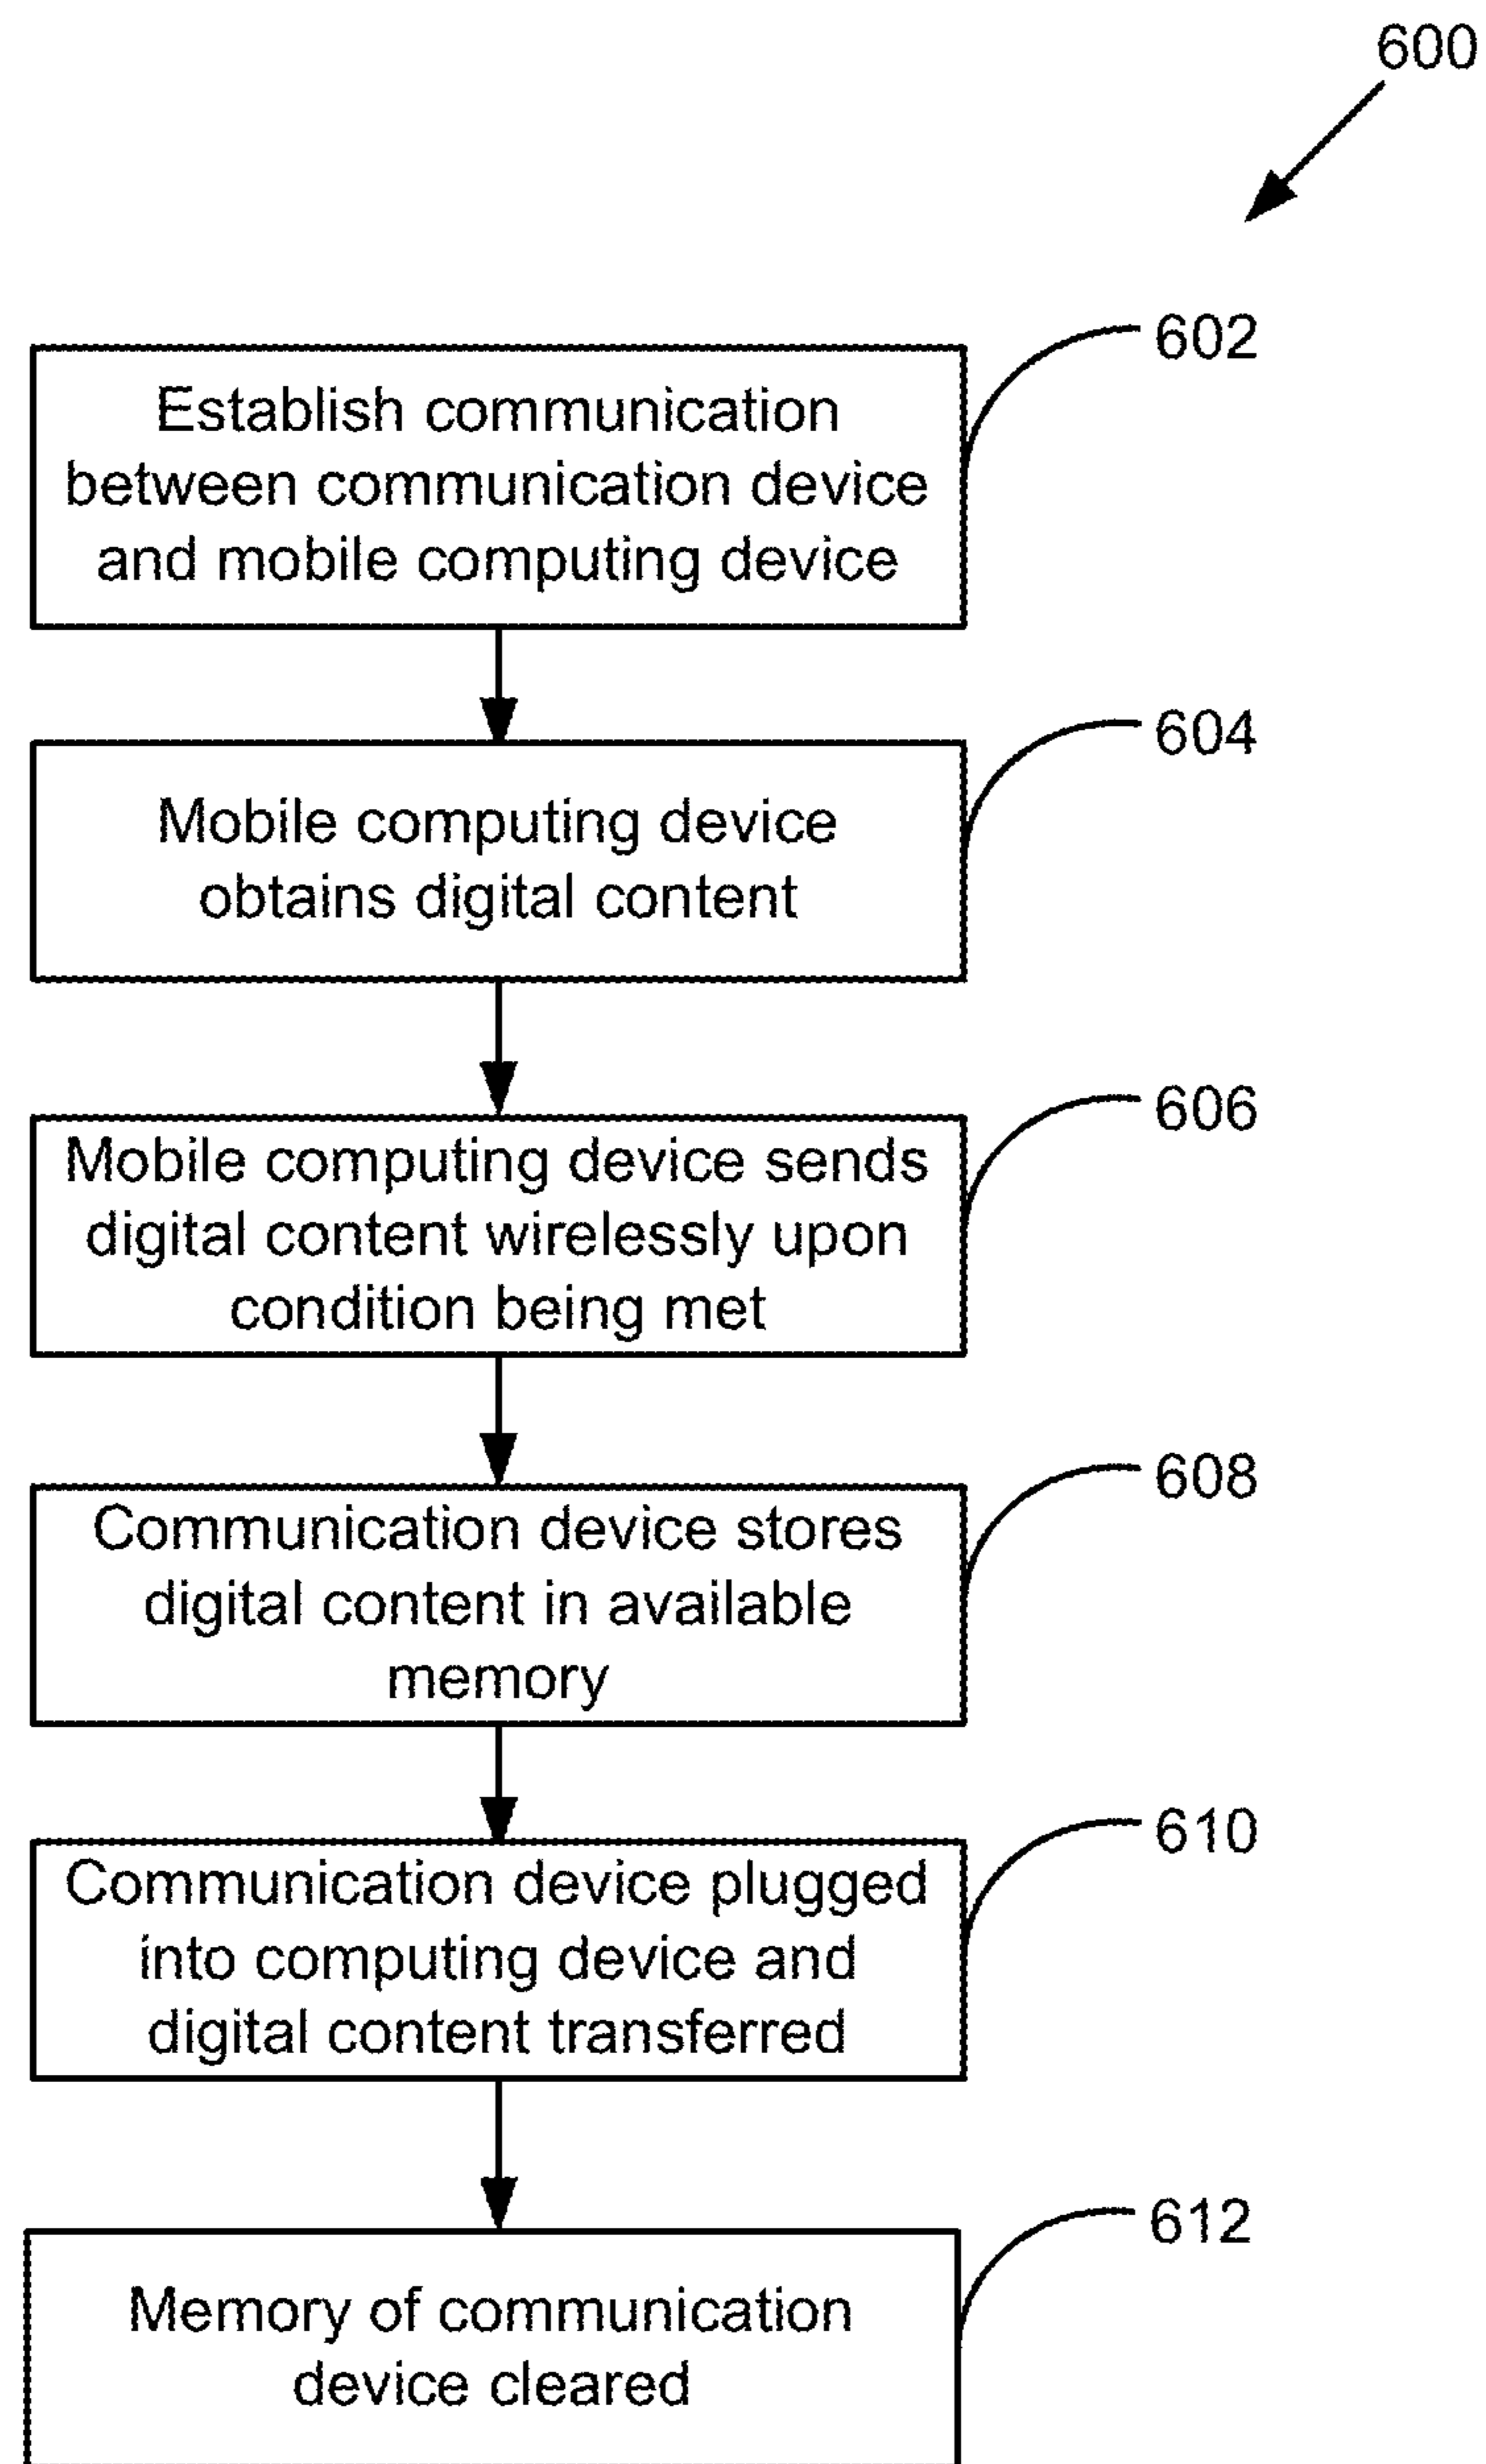 600
602
Establish communication
between communication device
and mobile computing device
604
Mobile computing device
obtains digital content
606
Mobile computing device sends
digital content wirelessly upon
condition being met
608
Communication device stores
digital content in available
memory
610
Communication device plugged
into computing device and
digital content transferred
612
Memory of communication
device cleared